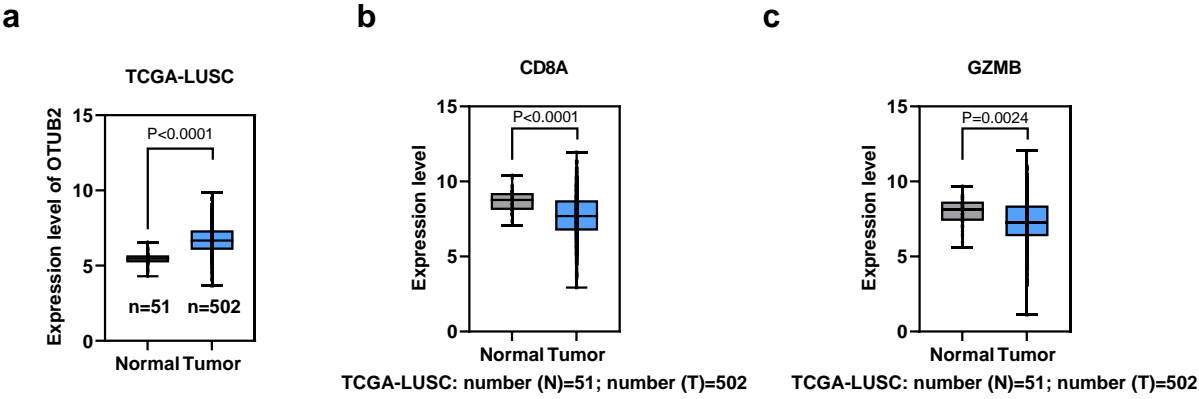 a
TCGA-LUSC
Expression level of OTUB2
15
10
5
0
P<0.0001
n=51 n=502
Normal Tumor
b
CD8A
Expression level
15
10
5
0
P<0.0001
Normal Tumor
TCGA-LUSC: number (N)=51; number (T)=502
c
GZMB
Expression level
15
10
5
0
P=0.0024
Normal Tumor
TCGA-LUSC: number (N)=51; number (T)=502